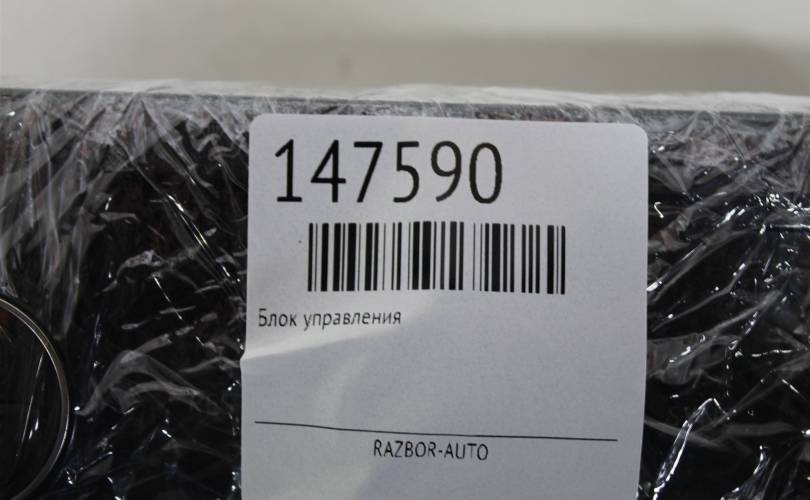 147590
Блок управления
RAZBOR-AUTO